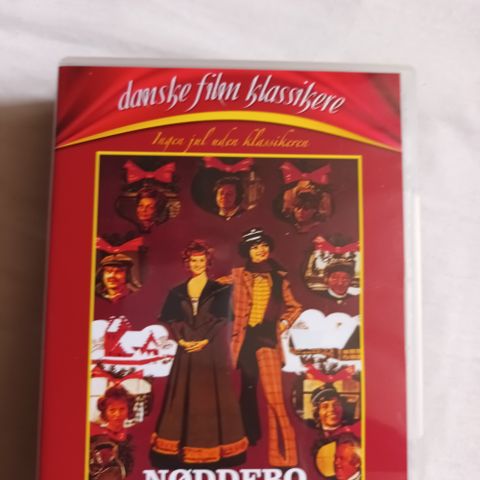 danske film klassikere
Ingen jul uden klassikeren
NØDDEBO